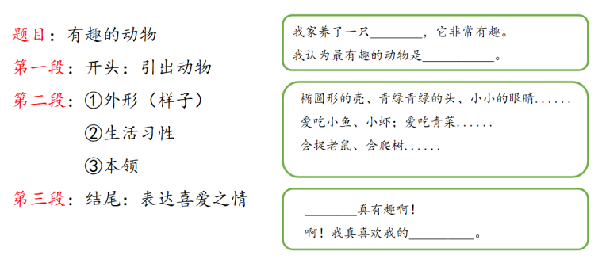 题目：有趣的动物
第一段：开头：引出动物
第二段：①外形（样子）
②生活习性
③本领
第三段：结尾：表达喜爱之情
我家养了一只________，它非常有趣。
我认为最有趣的动物是__________。
椭圆形的壳、青绿青绿的头、小小的眼睛......
爱吃小鱼、小虾；爱吃青菜......
会捉老鼠、会爬树......
________真有趣啊！
啊！我真喜欢我的__________。